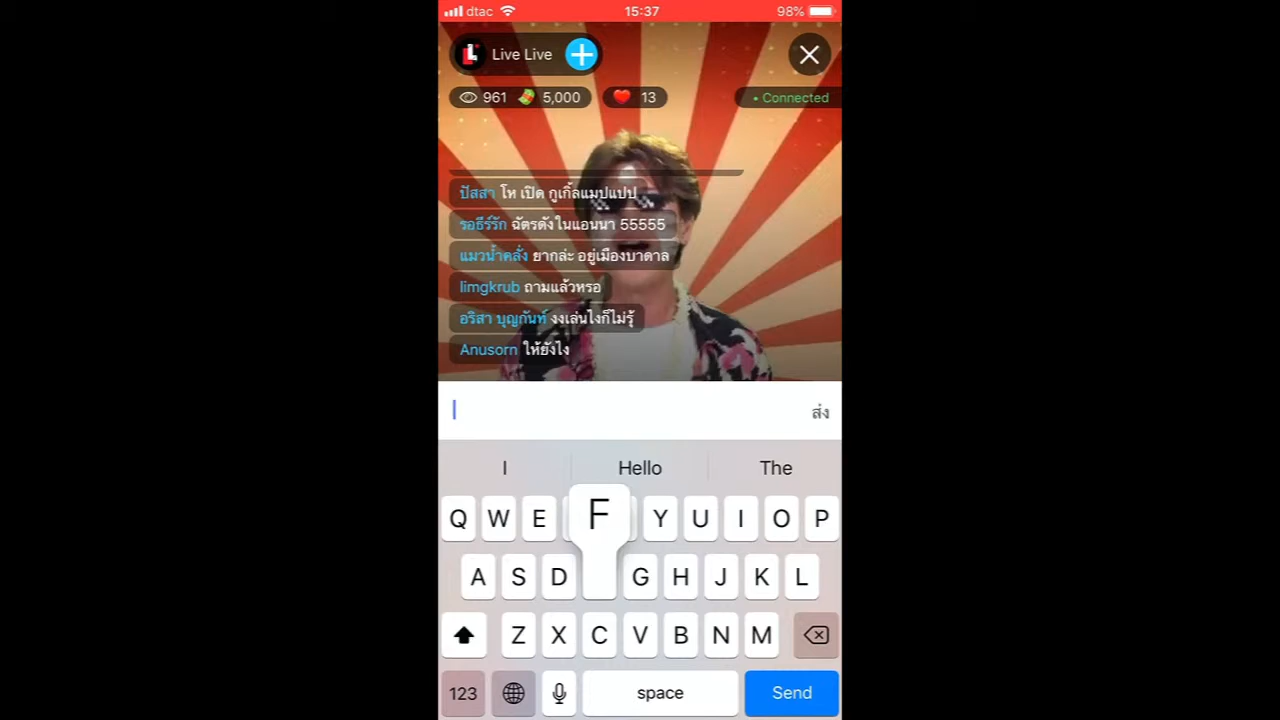 dtac 15:37 98%
Live Live
961 5,000 13 • Connected
ปัสสา โห เปิด กูเกิ้ลแมปแปป
รอธีร์รัก ฉัตรดังในแอนนา 55555
แมวน้ำคลั่ง ยากล่ะ อยู่เมืองบาดาล
limgkrub ถามแล้วหรอ
อริสา บุญกันท์ งงเล่นไงก็ไม่รู้
Anusorn ให้ยังไง
ส่ง
I Hello The
Q W E F Y U I O P
A S D G H J K L
Z X C V B N M
123 space Send